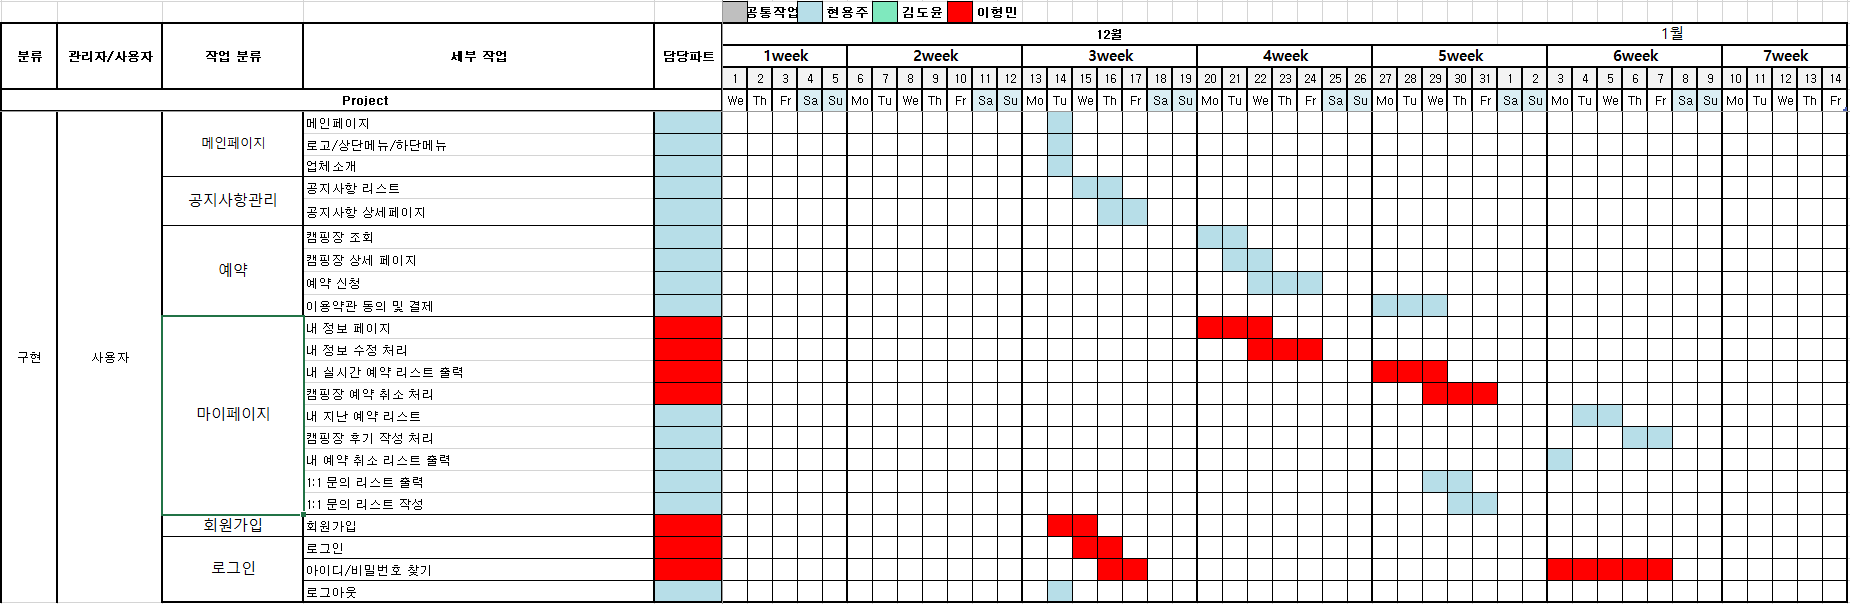 공통작업 현용주 김도윤 이형민
분류 관리자/사용자 작업 분류 세부 작업 담당파트 12월 1월
1week 2week 3week 4week 5week 6week 7week
1 2 3 4 5 6 7 8 9 10 11 12 13 14 15 16 17 18 19 20 21 22 23 24 25 26 27 28 29 30 31 1 2 3 4 5 6 7 8 9 10 11 12 13 14
Project We Th Fr Sa Su Mo Tu We Th Fr Sa Su Mo Tu We Th Fr Sa Su Mo Tu We Th Fr Sa Su Mo Tu We Th Fr Sa Su Mo Tu We Th Fr Sa Su Mo Tu We Th Fr
구현 사용자
메인페이지
메인페이지
로고/상단메뉴/하단메뉴
업체소개
공지사항관리
공지사항 리스트
공지사항 상세페이지
예약
캠핑장 조회
캠핑장 상세 페이지
예약 신청
이용약관 동의 및 결제
마이페이지
내 정보 페이지
내 정보 수정 처리
내 실시간 예약 리스트 출력
캠핑장 예약 취소 처리
내 지난 예약 리스트
캠핑장 후기 작성 처리
내 예약 취소 리스트 출력
1:1 문의 리스트 출력
1:1 문의 리스트 작성
회원가입
회원가입
로그인
로그인
아이디/비밀번호 찾기
로그아웃